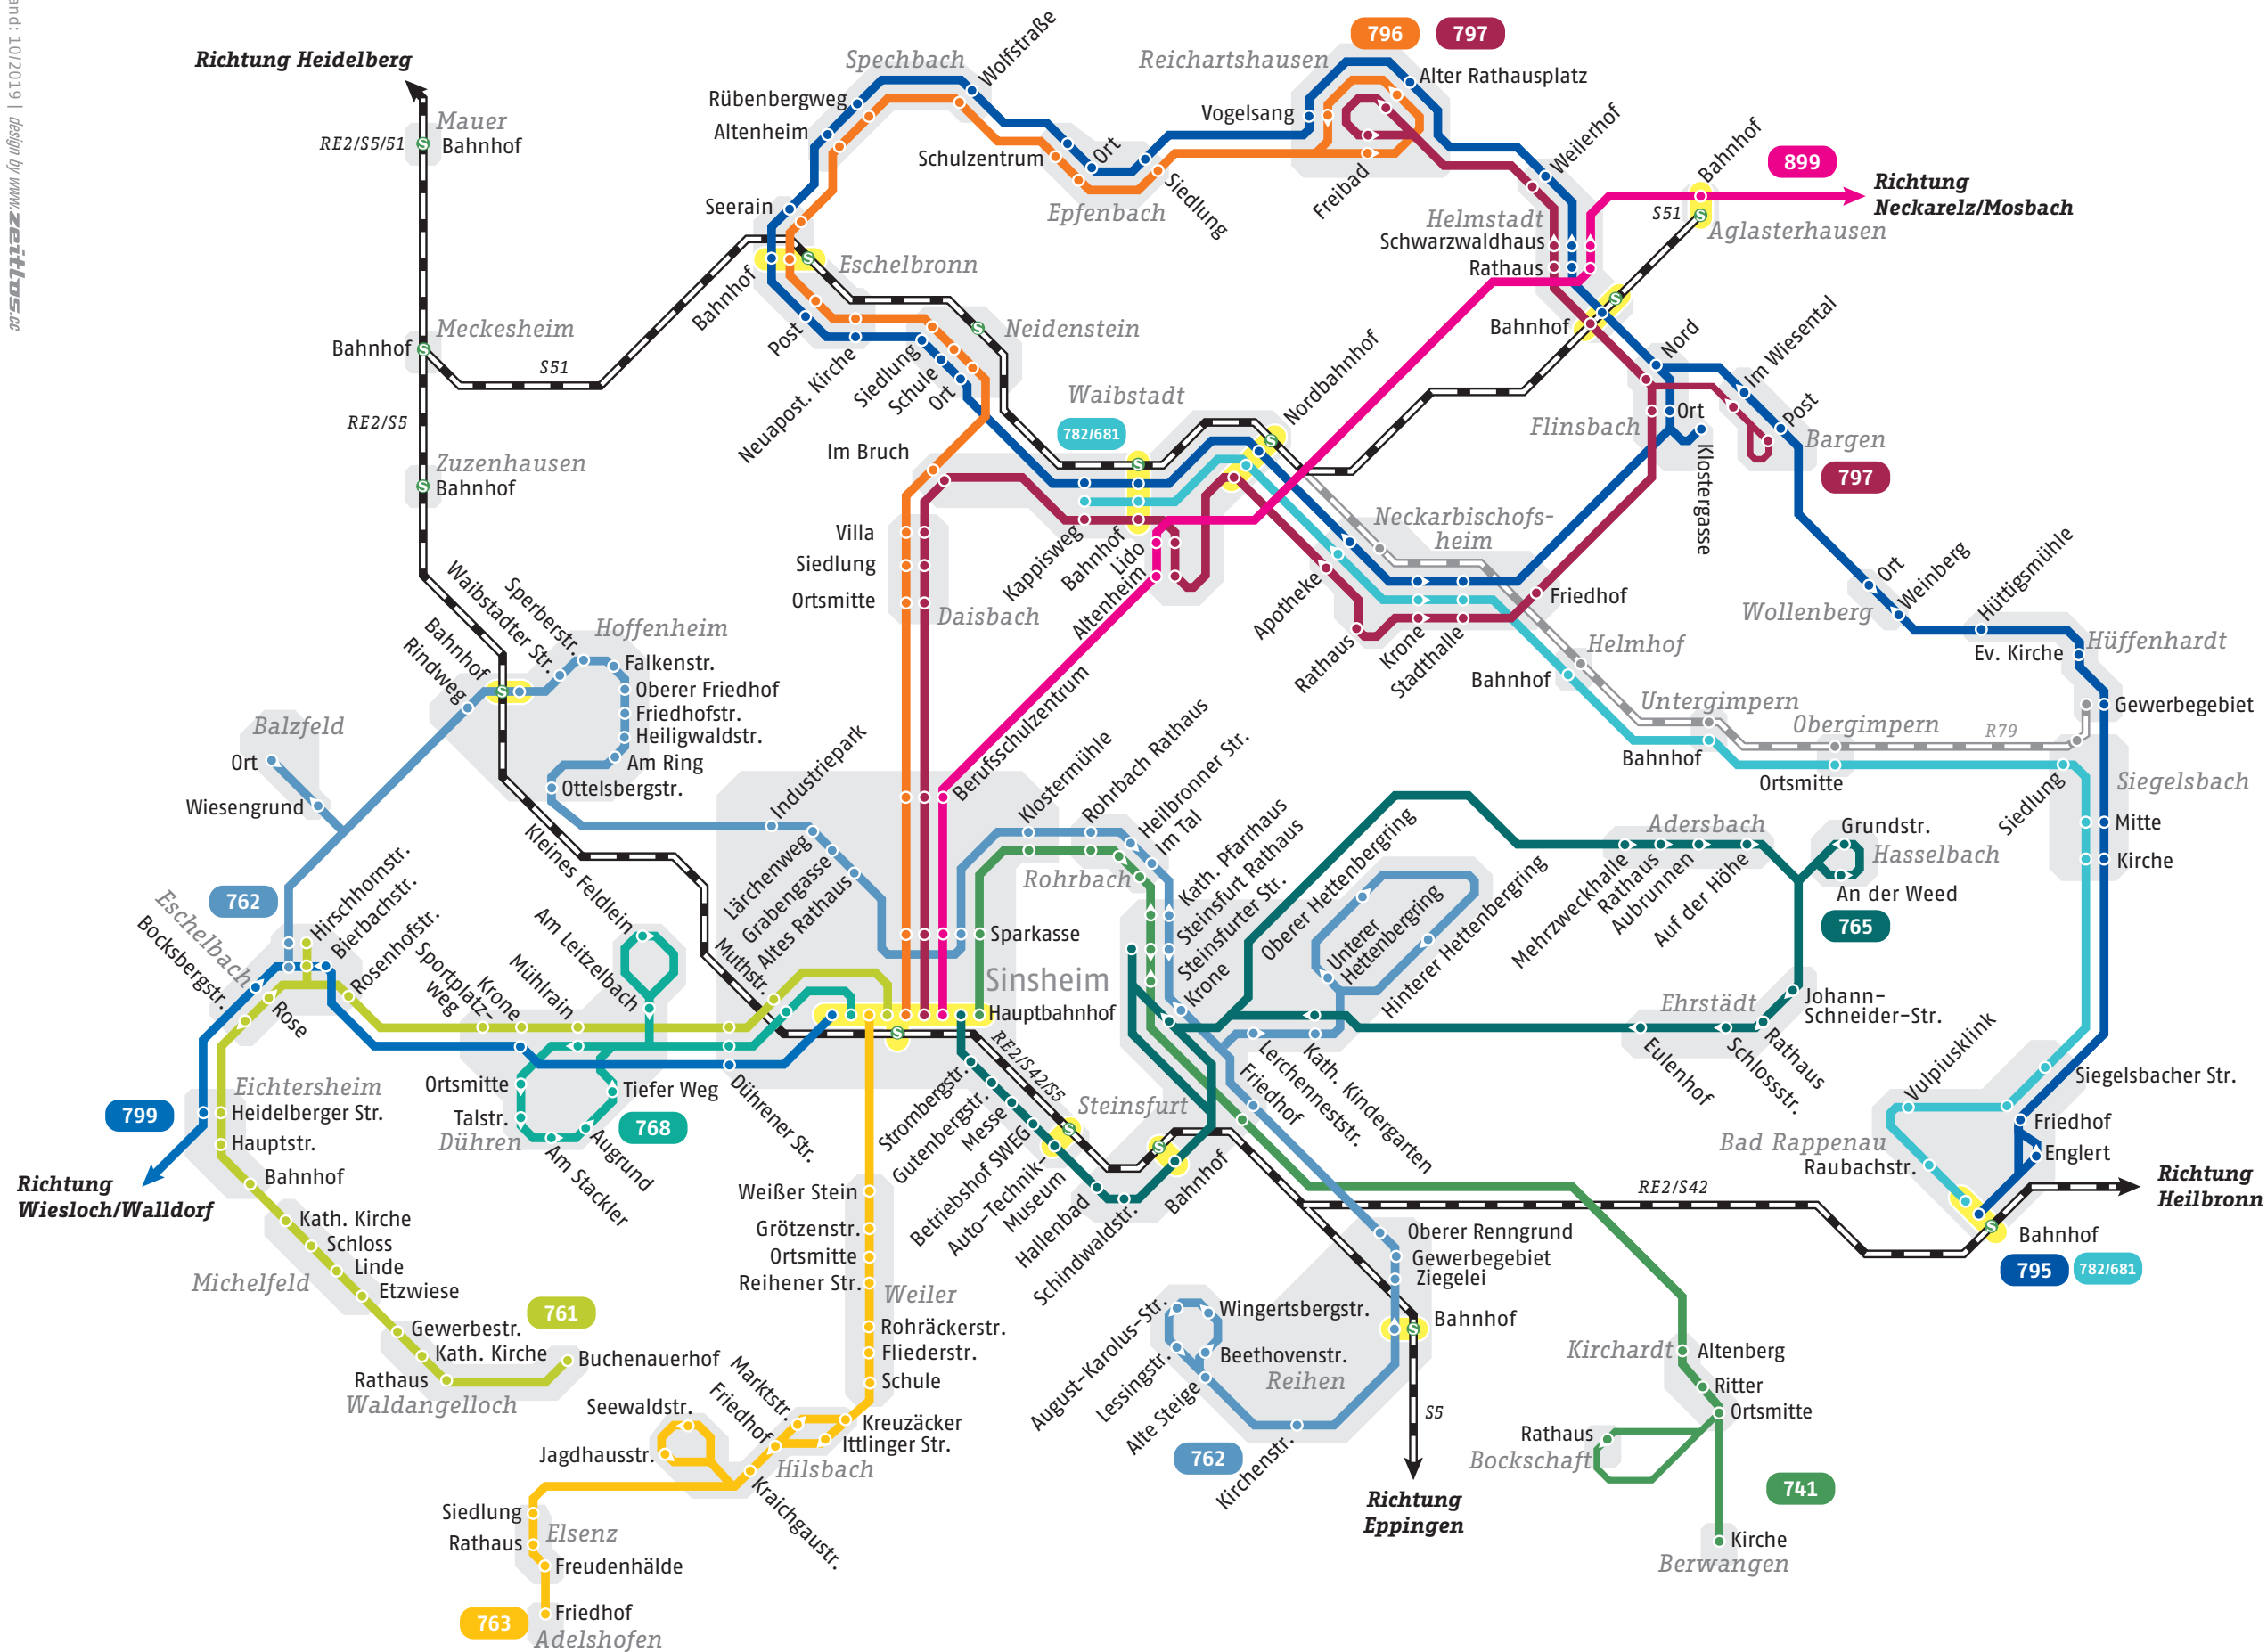 and: 10/2019 | design by www.zeitlos.cc
Richtung Heidelberg
Mauer
Bahnhof
RE2/S5/51
Meckesheim
Bahnhof
S51
RE2/S5
Zuzenhausen
Bahnhof
Spechbach
Wolfstraße
Rübenbergweg
Altenheim
Schulzentrum
Ort
Siedlung
Epfenbach
Seerain
Bahnhof
Eschelbronn
Post
Neuapost. Kirche
Siedlung
Schule
Ort
Neidenstein
Im Bruch
Reichartshausen
796
797
Alter Rathausplatz
Vogelsang
Freibad
Weilerhof
Helmstadt
Schwarzwaldhaus
Rathaus
Bahnhof
Bahnhof
899
S51
Aglasterhausen
Richtung
Neckarelz/Mosbach
Nord
Im Wiesental
Post
Ort
Flinsbach
Bargen
797
Klostergasse
Waibstadt
782/681
Nordbahnhof
Kappisweg
Bahnhof
Lido
Altenheim
Villa
Siedlung
Ortsmitte
Daisbach
Neckarbischofs-
heim
Apotheke
Rathaus
Krone
Stadthalle
Friedhof
Helmhof
Bahnhof
Untergimpern
Bahnhof
Obergimpern
Ortsmitte
R79
Wollenberg
Ort
Weinberg
Hüttigsmühle
Hüffenhardt
Ev. Kirche
Gewerbegebiet
Siegelsbach
Siedlung
Mitte
Kirche
Waibstadter Str.
Sperberstr.
Bahnhof
Rindweg
Hoffenheim
Falkenstr.
Oberer Friedhof
Friedhofstr.
Heiligwaldstr.
Am Ring
Ottelsbergstr.
Balzfeld
Ort
Wiesengrund
762
Eschelbach
Bocksbergstr.
Hirschhornstr.
Bierbachstr.
Rosenhofstr.
Rose
Sportplatz-
weg
Krone
Mührain
Am Leitzelbach
Kleines Feldlein
Ortsmitte
Talstr.
Dühren
Am Stackler
Augrund
Tiefer Weg
768
Dührener Str.
Muthstr.
Industriepark
Lärchenweg
Grabengasse
Altes Rathaus
Berufsschulzentrum
Sparkasse
Sinsheim
Hauptbahnhof
Klostermühle
Rohrbach Rathaus
Heilbronner Str.
Im Tal
Rohrbach
Kath. Pfarrhaus
Steinsfurt Rathaus
Steinsfurter Str.
Krone
Oberer Hettenbergring
Unterer
Hettenbergring
Hinterer Hettenbergring
Lerchenneststr.
Kath. Kindergarten
Friedhof
Adersbach
Mehrzweckhalle
Rathaus
Aubrunnen
Auf der Höhe
Grundstr.
Hasselbach
An der Weed
765
Ehrstädt
Johann-
Schneider-Str.
Rathaus
Schlossstr.
Eulenhof
Vulpiusklink
Siegelsbacher Str.
Friedhof
Englert
Bad Rappenau
Raubachstr.
Bahnhof
795
782/681
Richtung
Heilbronn
RE2/S42
RE2/S42/S5
Strombergstr.
Gutenbergstr.
Messe
Betriebshof SWEG
Auto-Technik-
Museum
Hallenbad
Schindwaldstr.
Bahnhof
Steinsfurt
799
Richtung
Wiesloch/Walldorf
Eichtersheim
Heidelberger Str.
Hauptstr.
Bahnhof
Kath. Kirche
Schloss
Linde
Etzwiese
Michelfeld
761
Gewerbestr.
Kath. Kirche
Rathaus
Buchenauerhof
Waldangelloch
Weißer Stein
Grötzenstr.
Ortsmitte
Reihener Str.
Weiler
Rohräckerstr.
Fliederstr.
Schule
Kreuzäcker
Ittlinger Str.
Marktstr.
Friedhof
Hilsbach
Kraichgaustr.
Seewaldstr.
Jagdhausstr.
Siedlung
Rathaus
Elsenz
Freudenhälde
Friedhof
Adelshofen
763
Oberer Renngrund
Gewerbegebiet
Ziegelei
Bahnhof
Wingertsbergstr.
Beethovenstr.
Reihen
August-Karolus-Str.
Lessingstr.
Alte Steige
Kirchenstr.
762
S5
Richtung
Eppingen
Kirchardt
Altenberg
Ritter
Ortsmitte
Rathaus
Bockschaft
741
Kirche
Berwangen